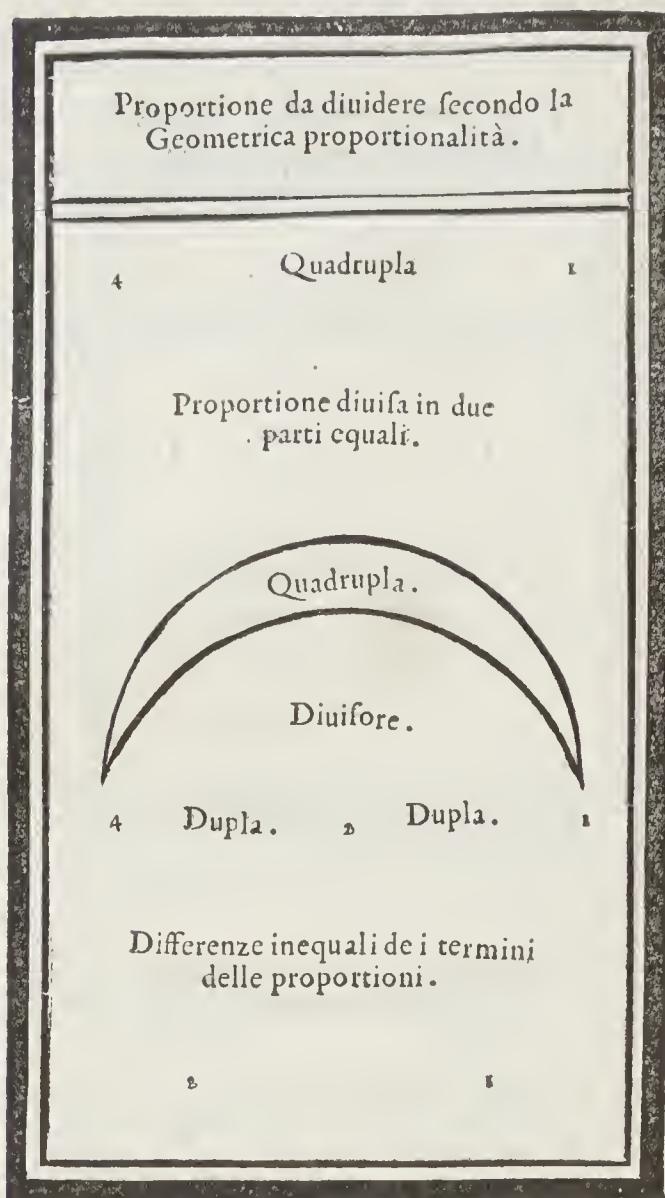 Proportione da diuidere ſecondo la
Geometrica proportionalità .
4 Quadrupla 1
Proportione diuiſa in due
parti equali .
Quadrupla .
Diuiſore .
4 Dupla . 2 Dupla . 1
Differenze inequali de i termini
delle proportioni .
2 1